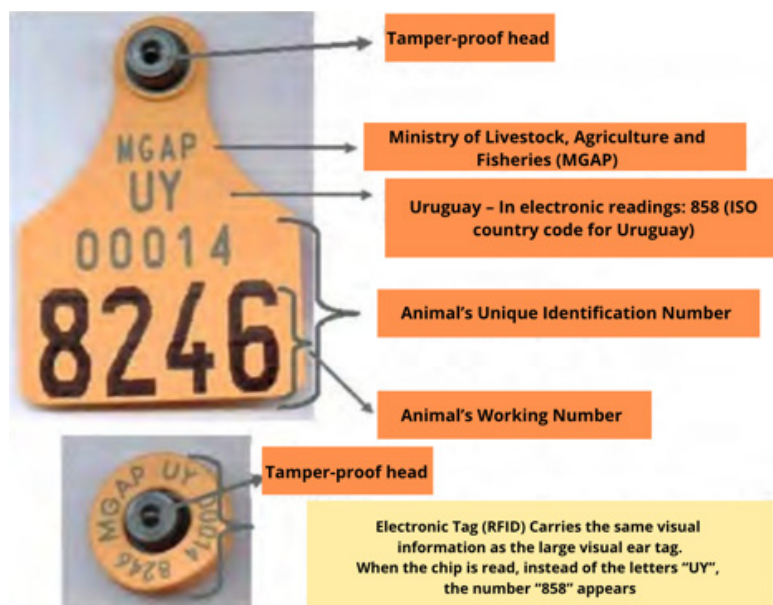 Tamper-proof head
MGAP
Ministry of Livestock, Agriculture and
Fisheries (MGAP)
UY
Uruguay – In electronic readings: 858 (ISO
country code for Uruguay)
00014
8246
Animal’s Unique Identification Number
Animal’s Working Number
Tamper-proof head
MGAP UY 00014 8246
Electronic Tag (RFID) Carries the same visual
information as the large visual ear tag.
When the chip is read, instead of the letters “UY”,
the number “858” appears